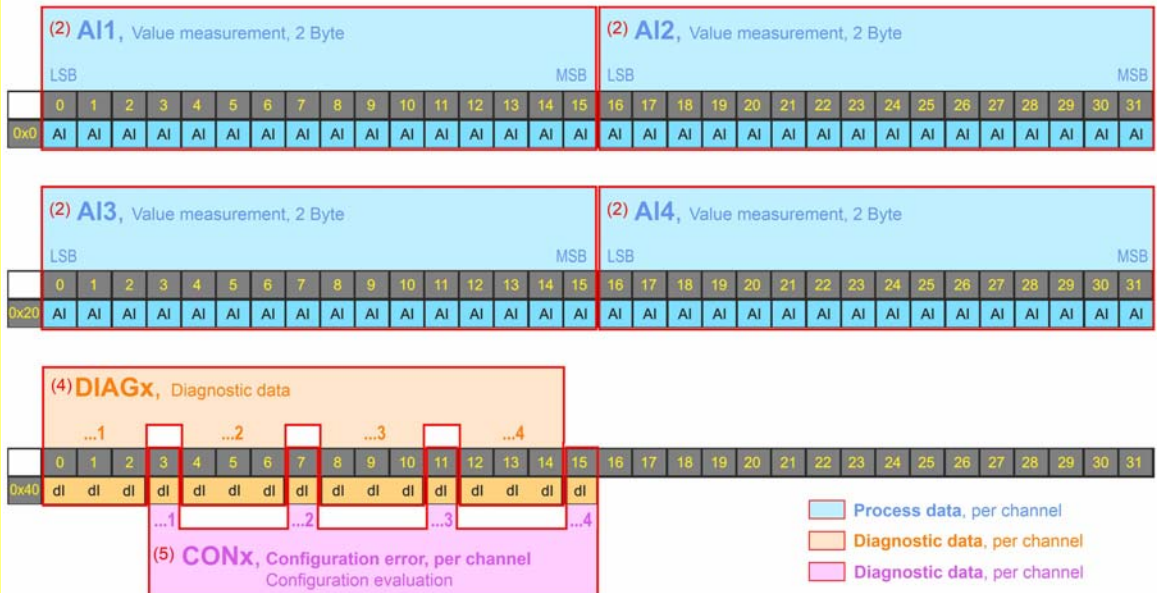 (2) AI1, Value measurement, 2 Byte (2) AI2, Value measurement, 2 Byte
LSB MSB LSB MSB
0 1 2 3 4 5 6 7 8 9 10 11 12 13 14 15 16 17 18 19 20 21 22 23 24 25 26 27 28 29 30 31
0x0 AI AI AI AI AI AI AI AI AI AI AI AI AI AI AI AI AI AI AI AI AI AI AI AI AI AI AI AI AI AI AI AI
(2) AI3, Value measurement, 2 Byte (2) AI4, Value measurement, 2 Byte
LSB MSB LSB MSB
0 1 2 3 4 5 6 7 8 9 10 11 12 13 14 15 16 17 18 19 20 21 22 23 24 25 26 27 28 29 30 31
0x20 AI AI AI AI AI AI AI AI AI AI AI AI AI AI AI AI AI AI AI AI AI AI AI AI AI AI AI AI AI AI AI AI
(4) DIAGx, Diagnostic data
...1 ...2 ...3 ...4
0 1 2 3 4 5 6 7 8 9 10 11 12 13 14 15 16 17 18 19 20 21 22 23 24 25 26 27 28 29 30 31
0x40 dI dI dI dI dI dI dI dI dI dI dI dI dI dI dI dI
...1 ...2 ...3 ...4
(5) CONx, Configuration error, per channel
Configuration evaluation
Process data, per channel
Diagnostic data, per channel
Diagnostic data, per channel